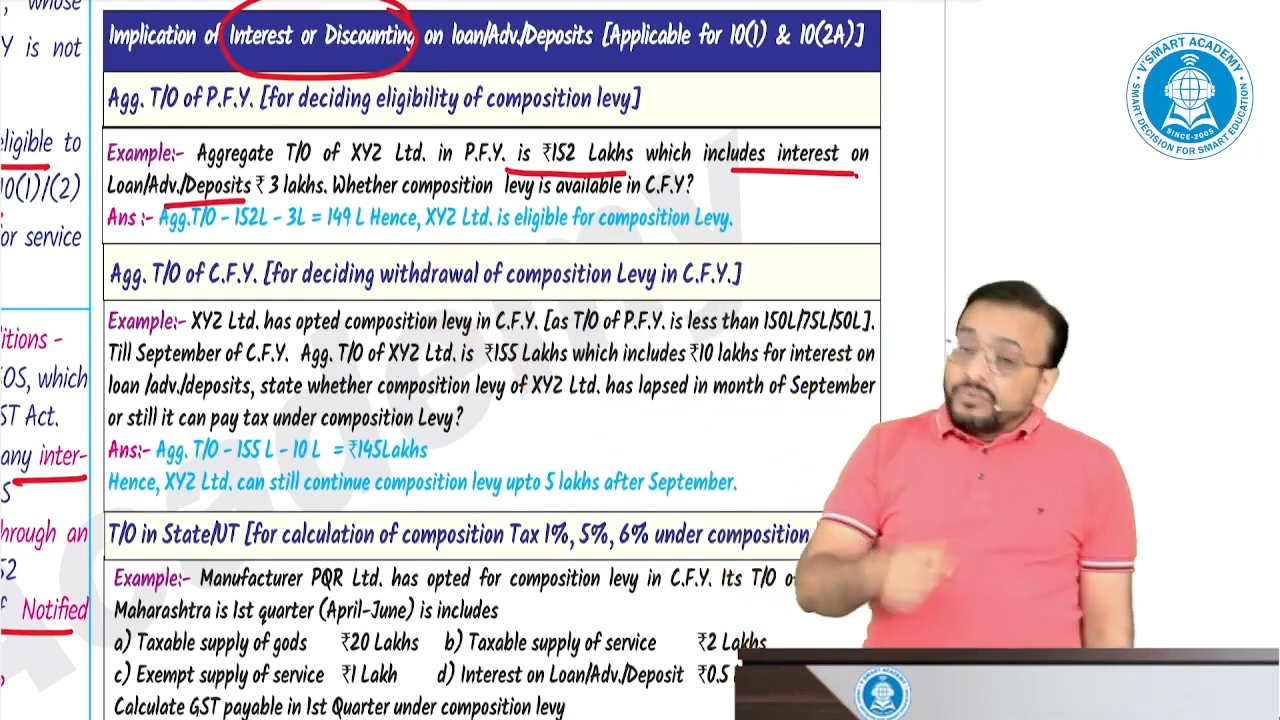 , whose
Y is not
eligible to
10(1)/(2)
or service
itions -
OS, which
ST Act.
any inter-
S
hrough an
52
f Notified
Implication of Interest or Discounting on loan/Adv./Deposits [Applicable for 10(1) & 10(2A)]
Agg. T/O of P.F.Y. [for deciding eligibility of composition levy]
Example:- Aggregate T/O of XYZ Ltd. in P.F.Y. is ₹152 Lakhs which includes interest on
Loan/Adv./Deposits ₹ 3 lakhs. Whether composition levy is available in C.F.Y?
Ans :- Agg.T/O - 152L - 3L = 149 L Hence, XYZ Ltd. is eligible for composition Levy.
Agg. T/O of C.F.Y. [for deciding withdrawal of composition Levy in C.F.Y.]
Example:- XYZ Ltd. has opted composition levy in C.F.Y. [as T/O of P.F.Y. is less than 150L/75L/50L].
Till September of C.F.Y. Agg. T/O of XYZ Ltd. is ₹155 Lakhs which includes ₹10 lakhs for interest on
loan /adv./deposits, state whether composition levy of XYZ Ltd. has lapsed in month of September
or still it can pay tax under composition Levy?
Ans:- Agg. T/O - 155 L - 10 L = ₹145Lakhs
Hence, XYZ Ltd. can still continue composition levy upto 5 lakhs after September.
T/O in State/UT [for calculation of composition Tax 1%, 5%, 6% under composition
Example:- Manufacturer PQR Ltd. has opted for composition levy in C.F.Y. Its T/O o
Maharashtra is 1st quarter (April-June) is includes
a) Taxable supply of gods ₹20 Lakhs b) Taxable supply of service ₹2 Lakhs
c) Exempt supply of service ₹1 Lakh d) Interest on Loan/Adv./Deposit ₹0.5
Calculate GST payable in 1st Quarter under composition levy
V'SMART ACADEMY
SINCE-2005
SMART DECISION FOR SMART EDUCATION
academy